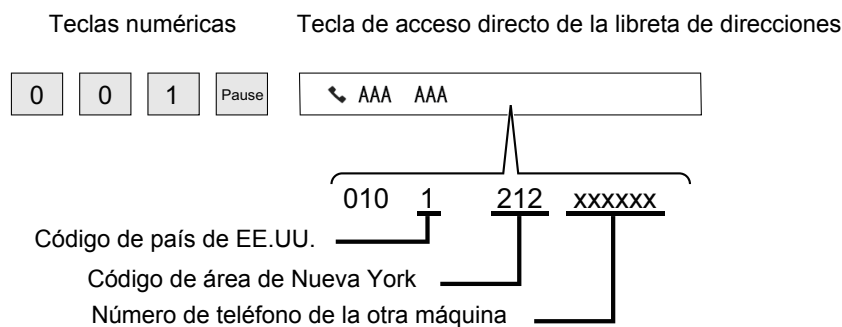 Teclas numéricas Tecla de acceso directo de la libreta de direcciones
0 0 1 Pause AAA AAA
010 1 212 xxxxxx
Código de país de EE.UU.
Código de área de Nueva York
Número de teléfono de la otra máquina